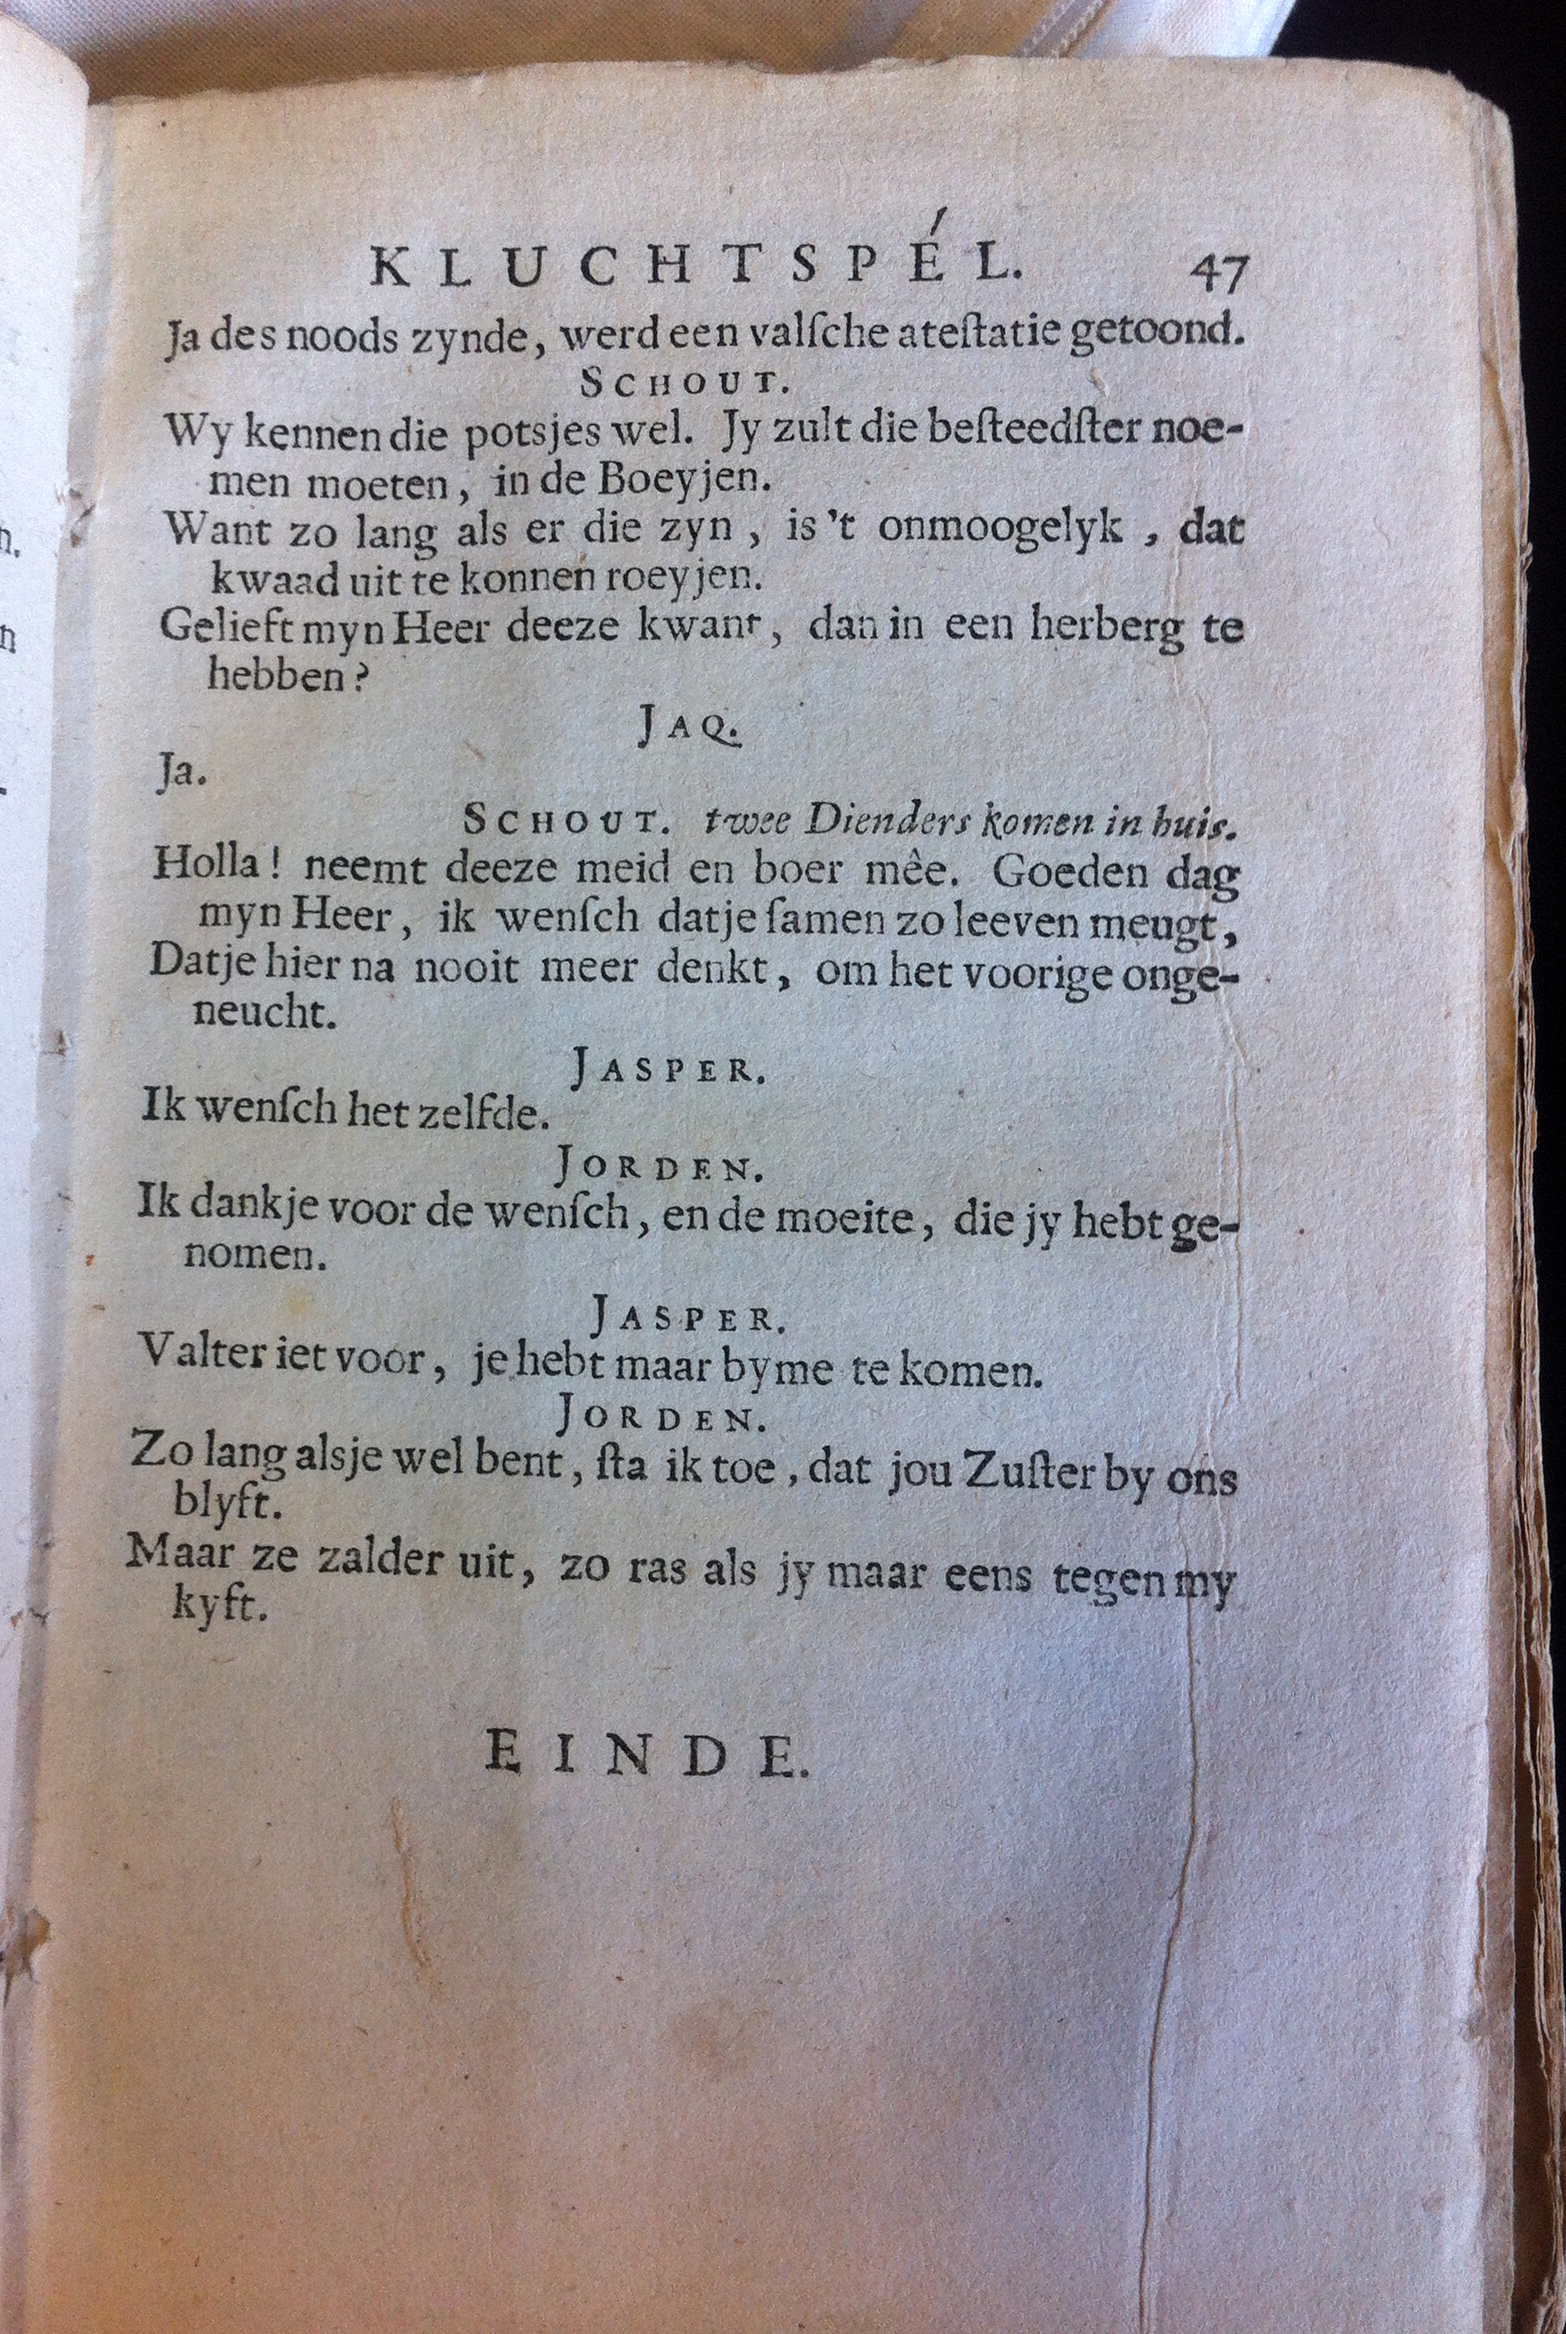 KLUCHTSPÉL. 47
Ja des noods zynde, werd een valſche ateſtatie getoond.
SCHOUT.
Wy kennen die potsjes wel. Jy zult die beſteedſter noe-
men moeten, in de Boeyjen.
Want zo lang als er die zyn, is 't onmoogelyk, dat
kwaad uit te konnen roeyjen.
Gelieft myn Heer deeze kwant, dan in een herberg te
hebben?
JAQ.
Ja.
SCHOUT. twee Dienders komen in huis.
Holla! neemt deeze meid en boer mêe. Goeden dag
myn Heer, ik wenſch datje ſamen zo leeven meugt,
Datje hier na nooit meer denkt, om het voorige onge-
neucht.
JASPER.
Ik wenſch het zelfde.
JORDEN.
Ik dankje voor de wenſch, en de moeite, die jy hebt ge-
nomen.
JASPER.
Valter iet voor, je hebt maar by me te komen.
JORDEN.
Zo lang alsje wel bent, ſta ik toe, dat jou Zuſter by ons
blyft.
Maar ze zalder uit, zo ras als jy maar eens tegen my
kyft.
EINDE.